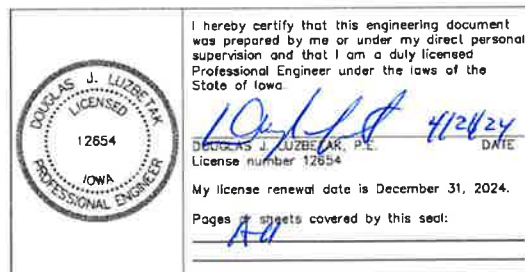 DOUGLAS J. LUZBETAK
LICENSED
12654
IOWA
PROFESSIONAL ENGINEER
I hereby certify that this engineering document
was prepared by me or under my direct personal
supervision and that I am a duly licensed
Professional Engineer under the laws of the
State of Iowa.
DOUGLAS J. LUZBETAK, P.E. DATE
License number 12654
My license renewal date is December 31, 2024.
Pages or sheets covered by this seal:
All